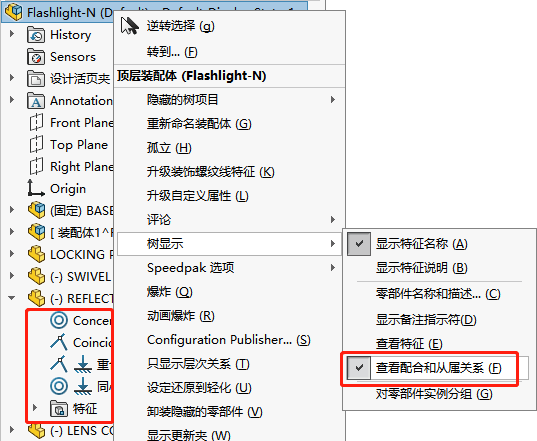 Flashlight-N (Default) <Default_Display State-1
History
Sensors
设计活页夹
Annotation
Front Plane
Top Plane
Right Plane
Origin
(固定) BASE
[ 装配体1^F
LOCKING P
(-) SWIVEL
(-) REFLECT
Concen
Coincid
重
同
特征
(-) LENS CO
逆转选择 (g)
转到... (F)
顶层装配体 (Flashlight-N)
隐藏的树项目
重新命名装配体 (G)
孤立 (H)
升级装饰螺纹线特征 (K)
升级自定义属性 (L)
评论
树显示
Speedpak 选项
爆炸 (Q)
动画爆炸 (R)
Configuration Publisher... (S)
只显示层次关系 (T)
设定还原到轻化 (U)
卸装隐藏的零部件 (V)
显示更新夹 (W)
显示特征名称 (A)
显示特征说明 (B)
零部件名称和描述... (C)
显示备注指示符(D)
查看特征 (E)
查看配合和从属关系 (F)
对零部件实例分组 (G)